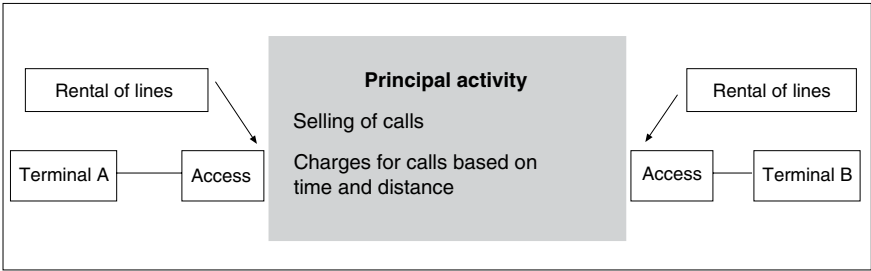 Rental of lines
Principal activity
Rental of lines
Selling of calls
Charges for calls based on
time and distance
Terminal A
Access
Access
Terminal B